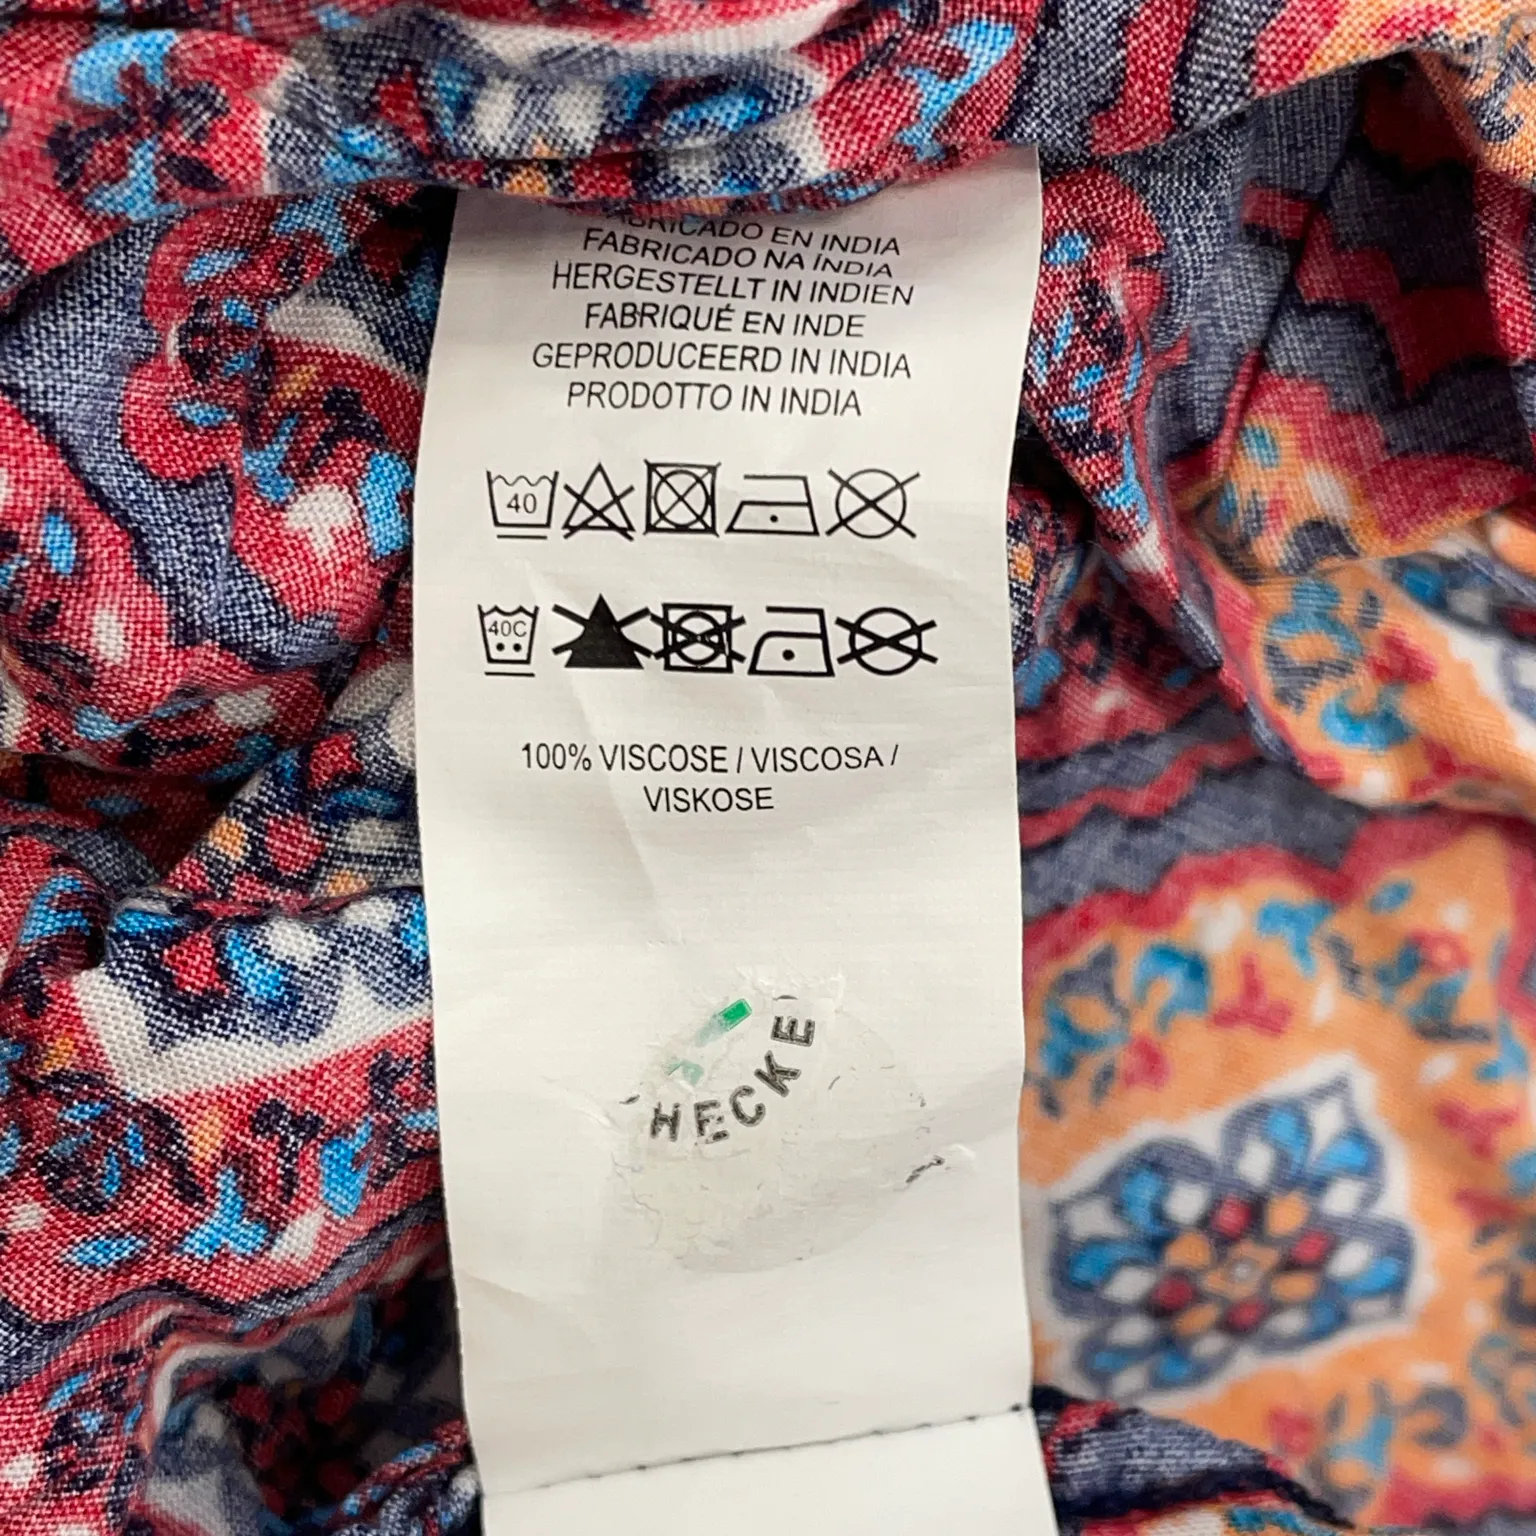 FABRICADO EN INDIA
FABRICADO NA ÍNDIA
HERGESTELLT IN INDIEN
FABRIQUÉ EN INDE
GEPRODUCEERD IN INDIA
PRODOTTO IN INDIA
40
40C
100% VISCOSE / VISCOSA /
VISKOSE
HECKE